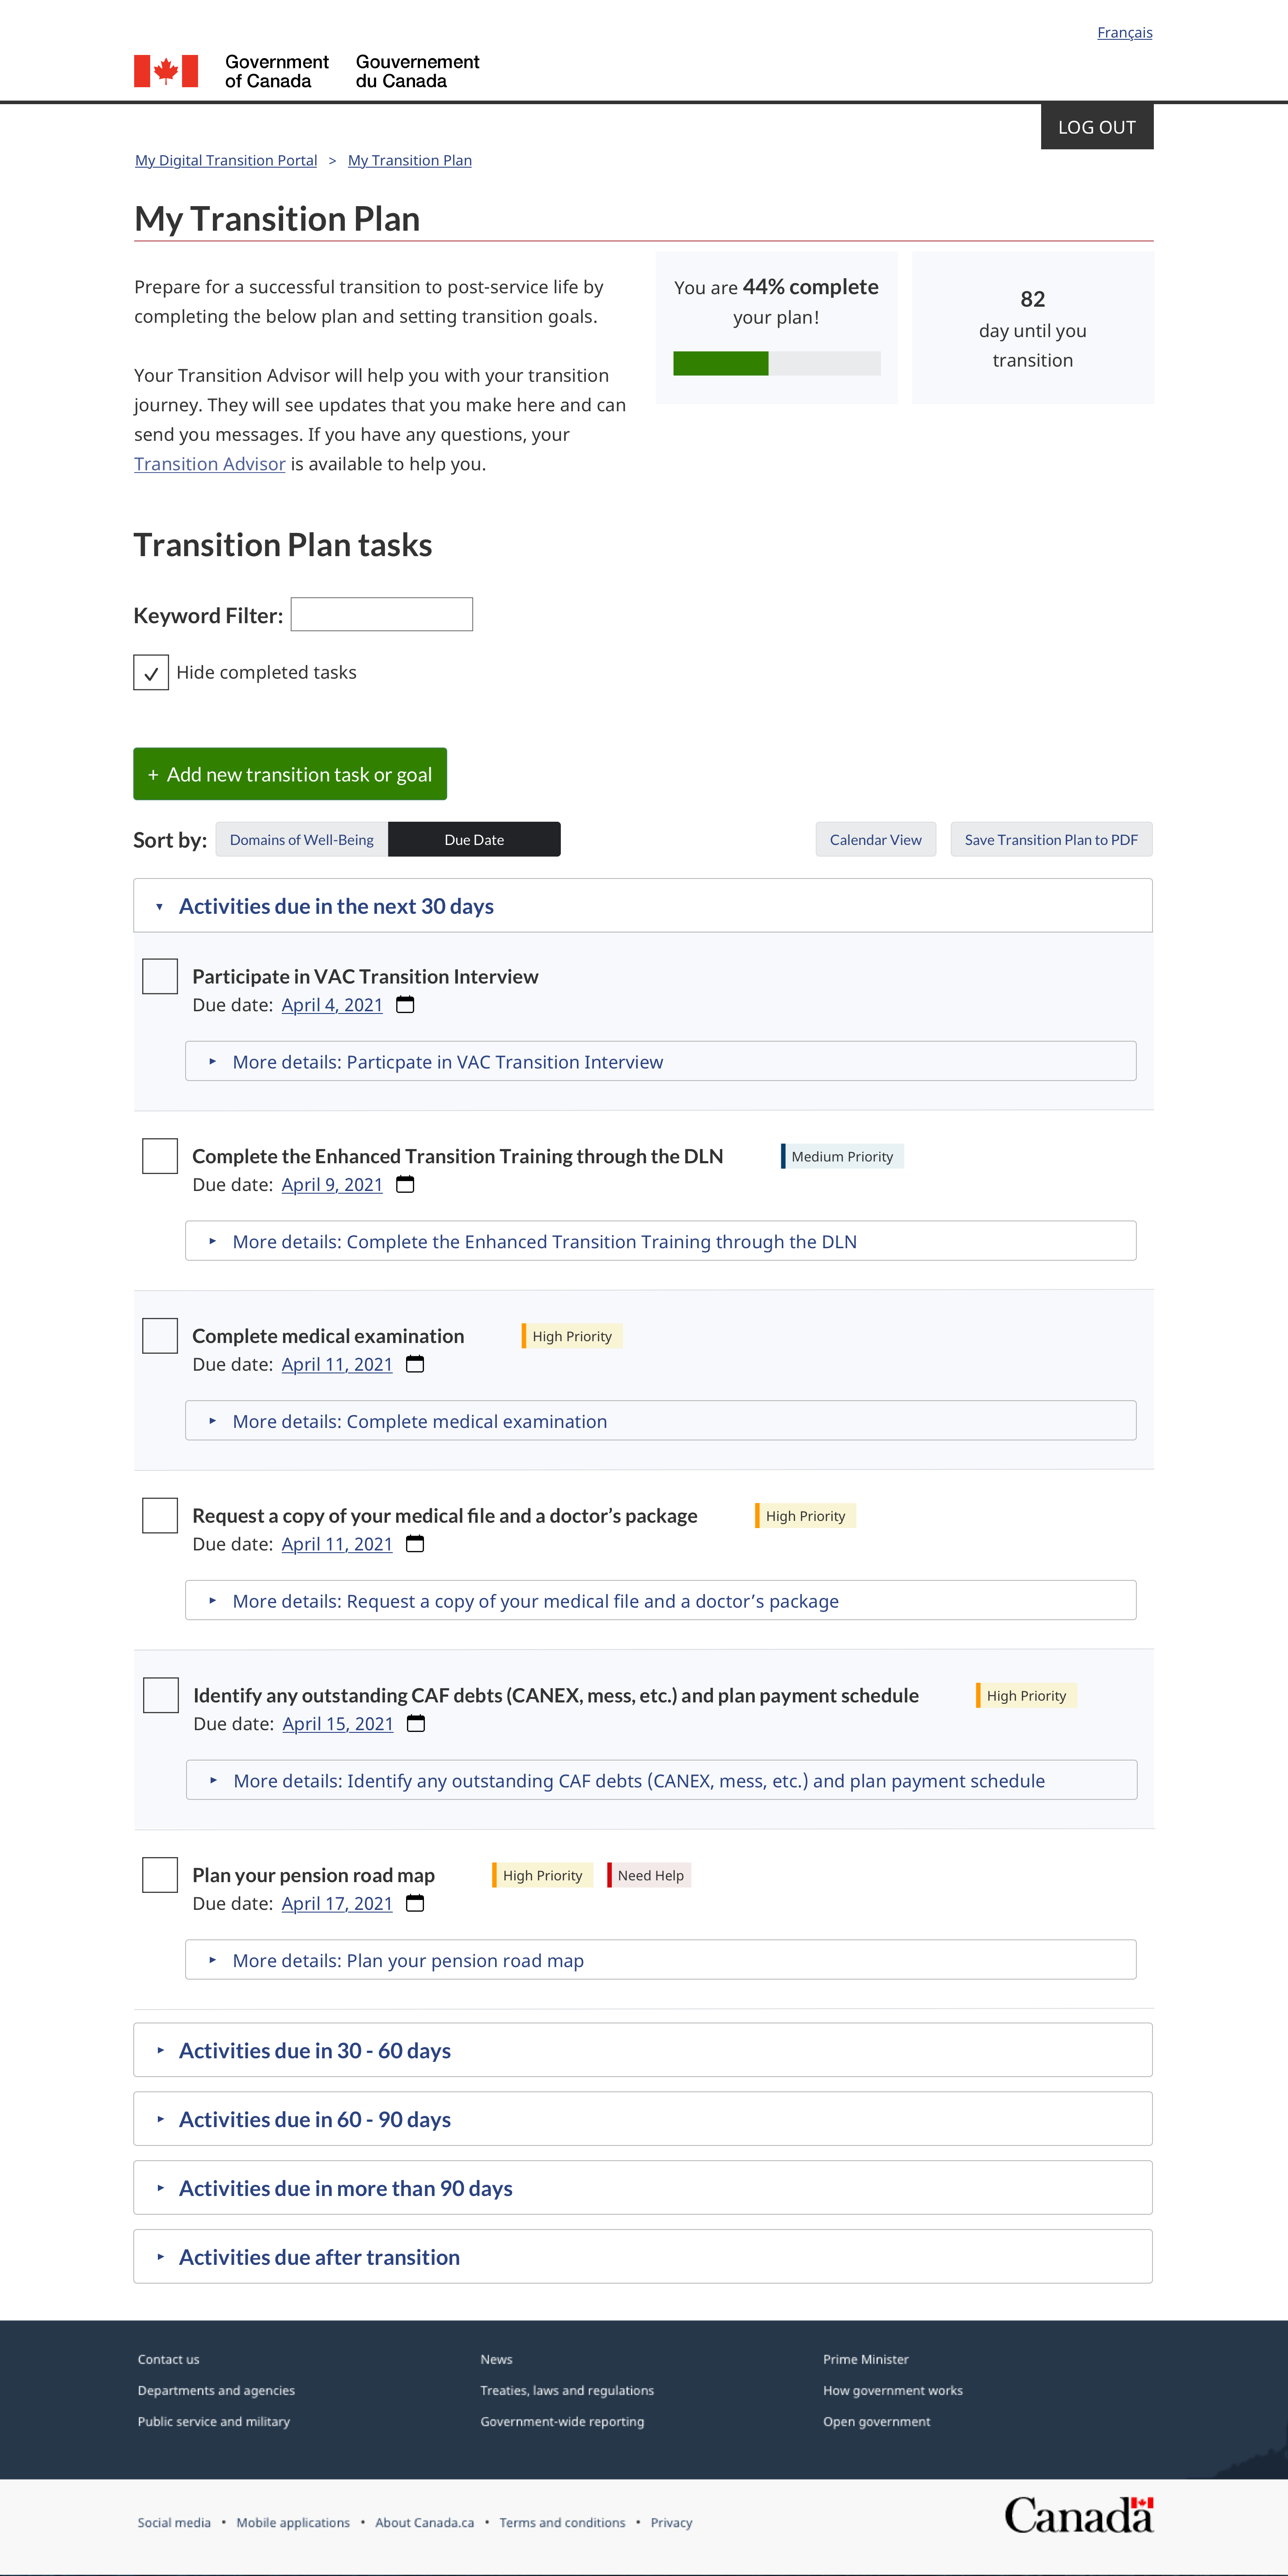 Français
Government
of Canada
Gouvernement
du Canada
LOG OUT
My Digital Transition Portal > My Transition Plan
My Transition Plan
Prepare for a successful transition to post-service life by
completing the below plan and setting transition goals.
Your Transition Advisor will help you with your transition
journey. They will see updates that you make here and can
send you messages. If you have any questions, your
Transition Advisor is available to help you.
You are 44% complete
your plan!
82
day until you
transition
Transition Plan tasks
Keyword Filter:
Hide completed tasks
+ Add new transition task or goal
Sort by: Domains of Well-Being Due Date Calendar View Save Transition Plan to PDF
Activities due in the next 30 days
Participate in VAC Transition Interview
Due date: April 4, 2021
More details: Particpate in VAC Transition Interview
Complete the Enhanced Transition Training through the DLN Medium Priority
Due date: April 9, 2021
More details: Complete the Enhanced Transition Training through the DLN
Complete medical examination High Priority
Due date: April 11, 2021
More details: Complete medical examination
Request a copy of your medical file and a doctor’s package High Priority
Due date: April 11, 2021
More details: Request a copy of your medical file and a doctor’s package
Identify any outstanding CAF debts (CANEX, mess, etc.) and plan payment schedule High Priority
Due date: April 15, 2021
More details: Identify any outstanding CAF debts (CANEX, mess, etc.) and plan payment schedule
Plan your pension road map High Priority Need Help
Due date: April 17, 2021
More details: Plan your pension road map
Activities due in 30 - 60 days
Activities due in 60 - 90 days
Activities due in more than 90 days
Activities due after transition
Contact us News Prime Minister
Departments and agencies Treaties, laws and regulations How government works
Public service and military Government-wide reporting Open government
Social media • Mobile applications • About Canada.ca • Terms and conditions • Privacy
Canada